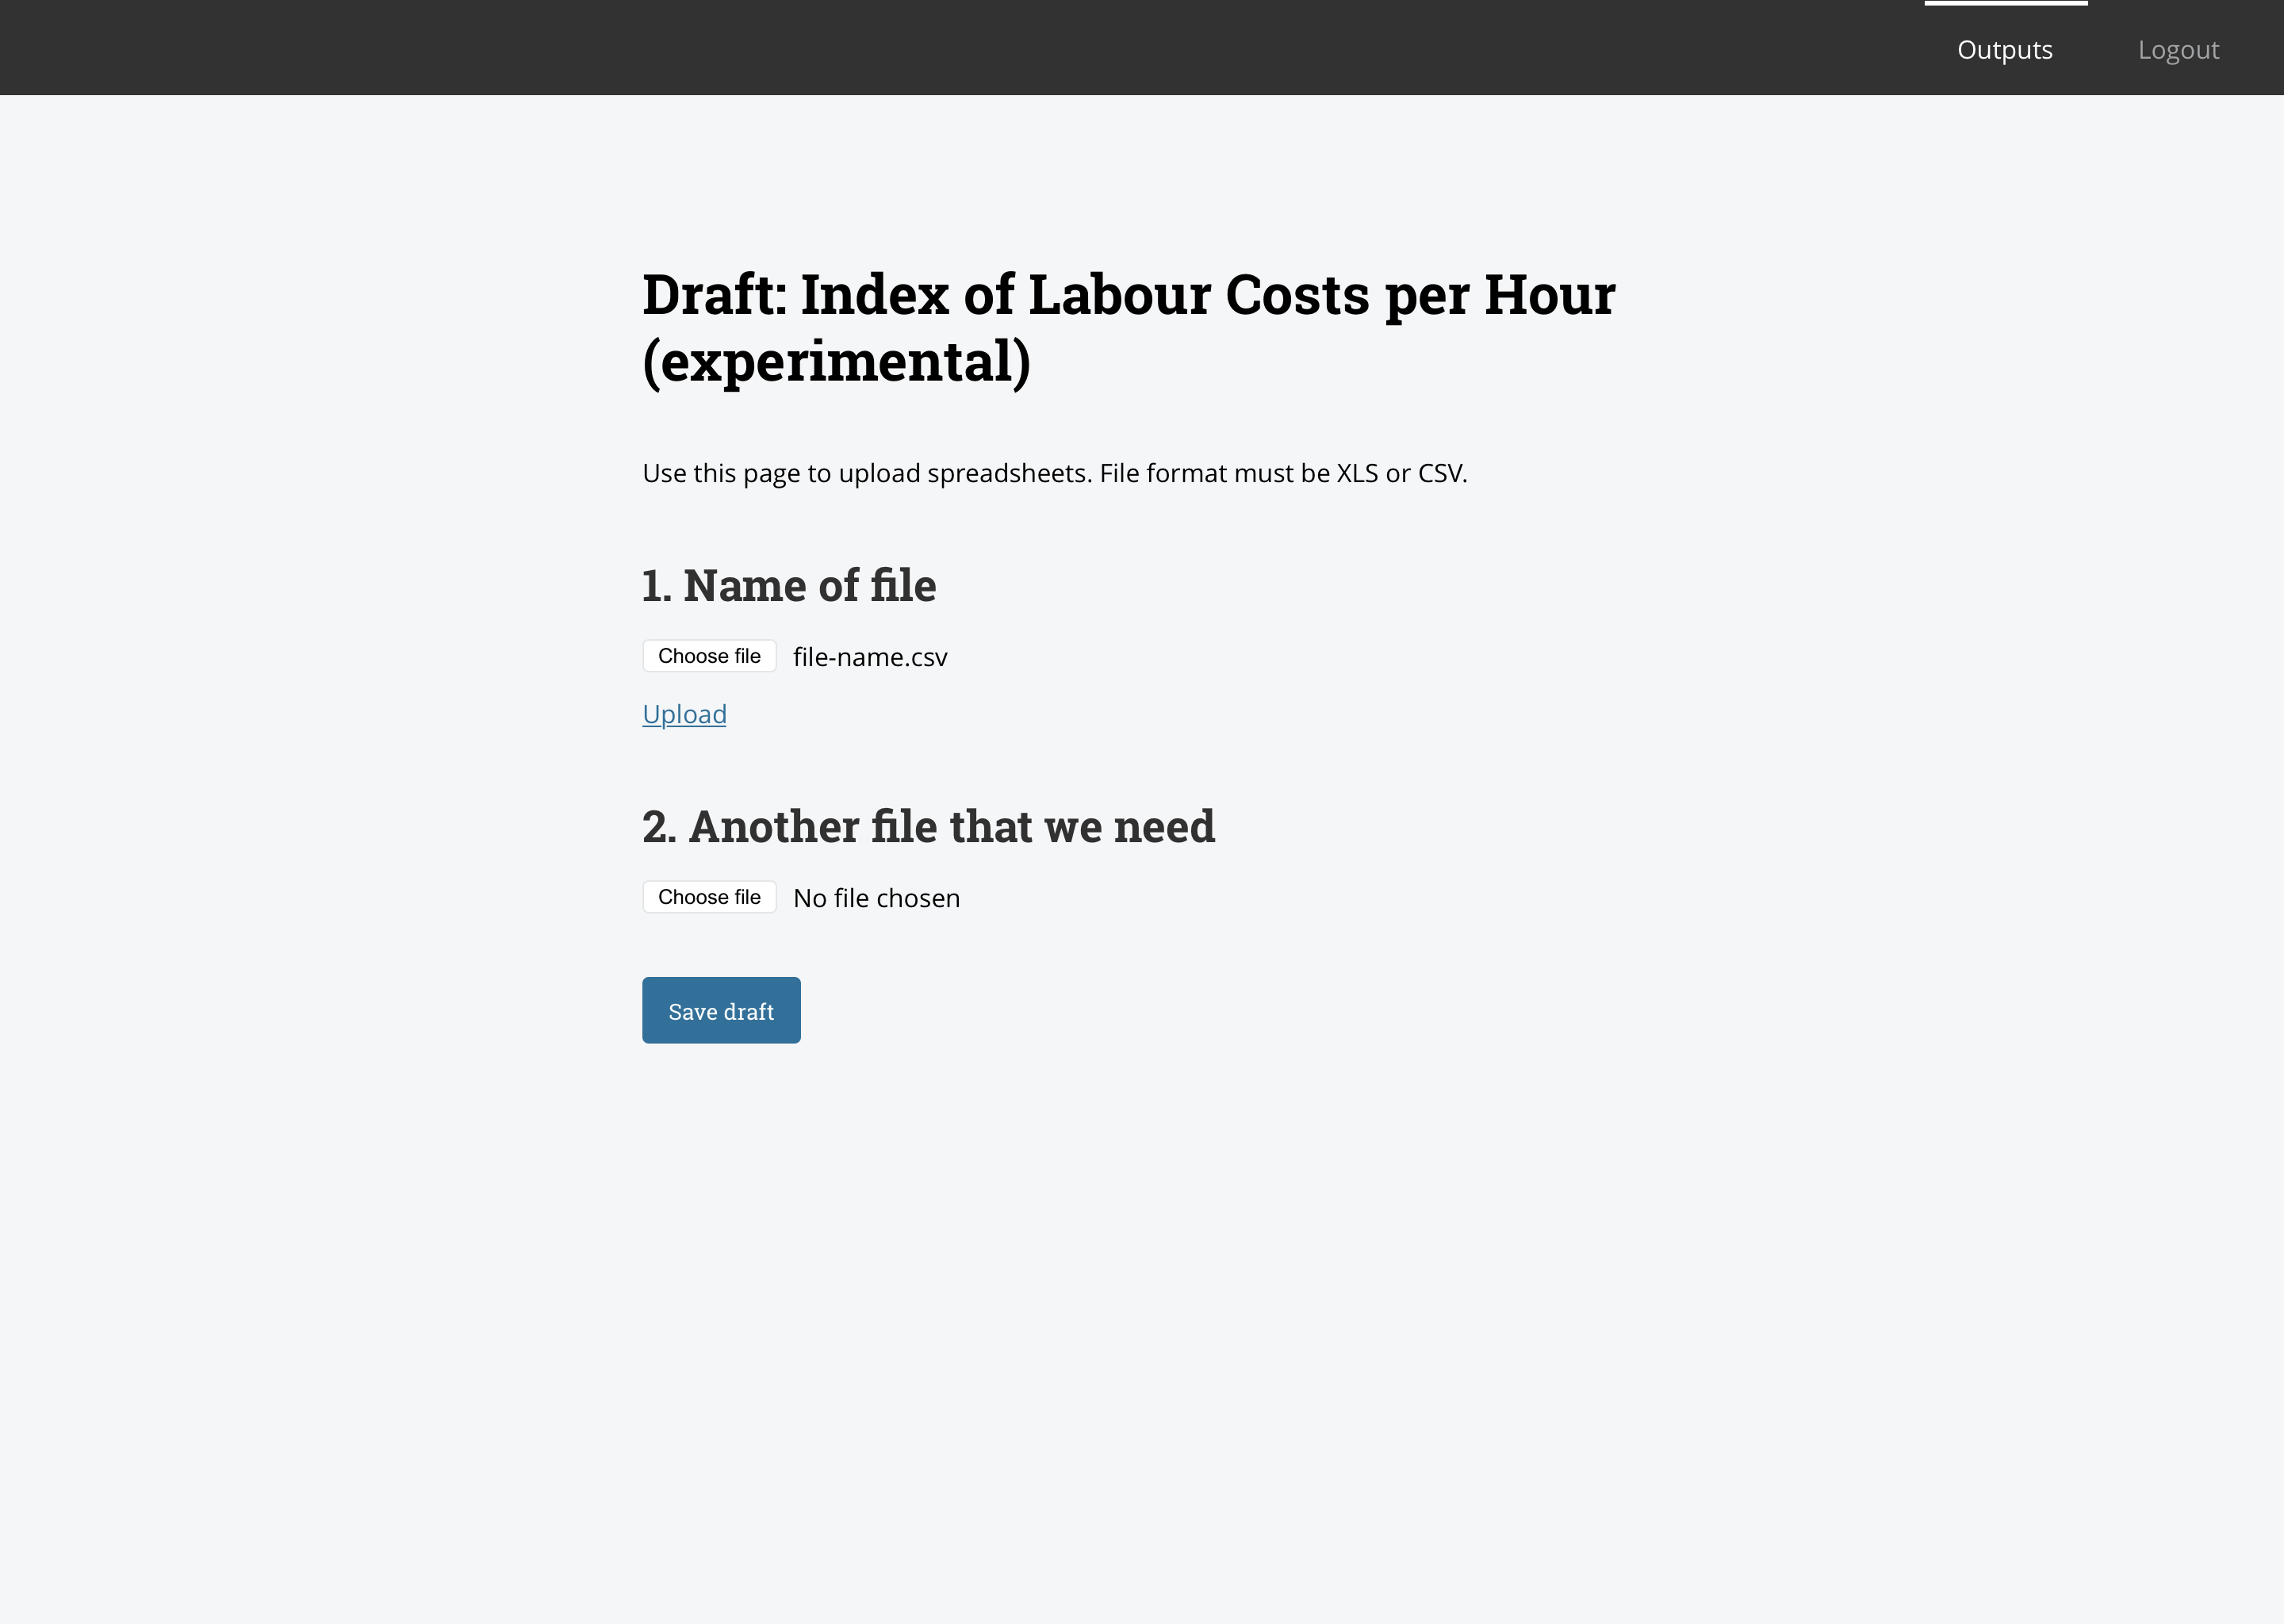 Outputs
Logout
Draft: Index of Labour Costs per Hour
(experimental)
Use this page to upload spreadsheets. File format must be XLS or CSV.
1. Name of file
Choose file file-name.csv
Upload
2. Another file that we need
Choose file No file chosen
Save draft